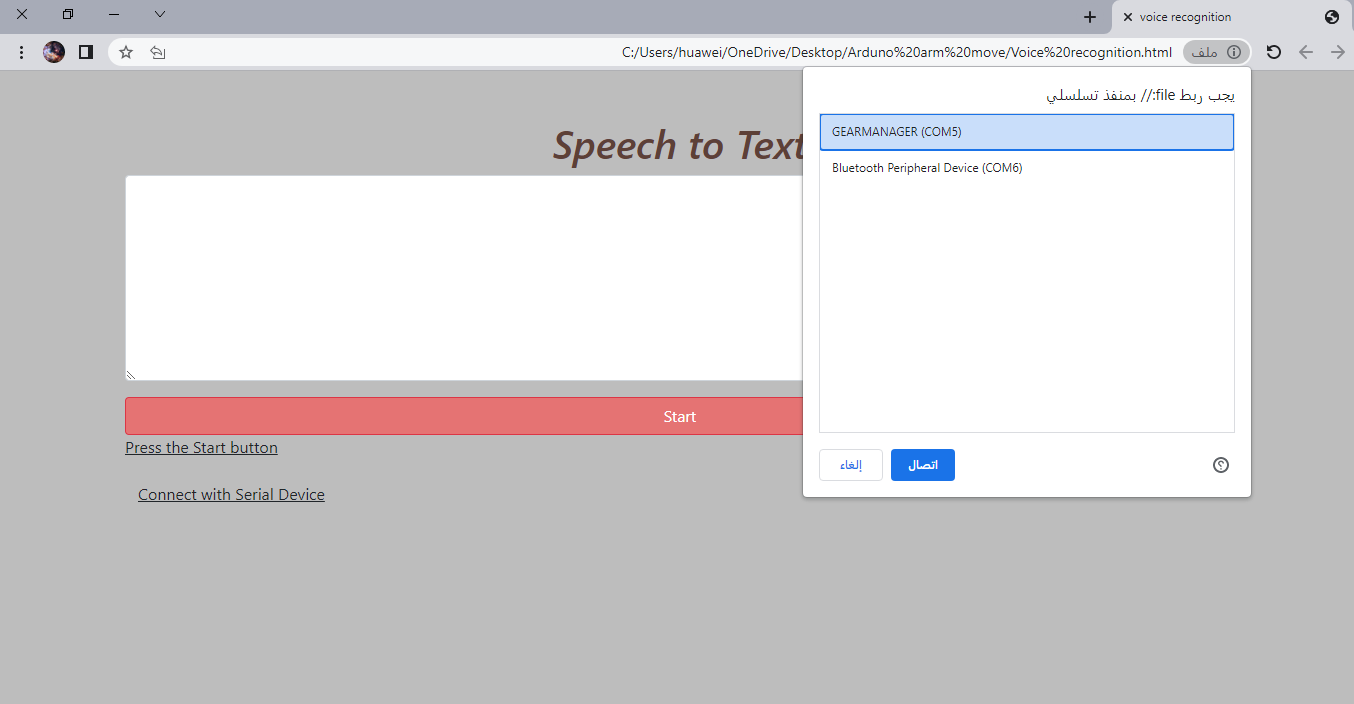 voice recognition
C:/Users/huawei/OneDrive/Desktop/Arduno%20arm%20move/Voice%20recognition.html
ملف
يجب ربط file:// بمنفذ تسلسلي
GEARMANAGER (COM5)
Bluetooth Peripheral Device (COM6)
اتصال
إلغاء
Speech to Text
Start
Press the Start button
Connect with Serial Device